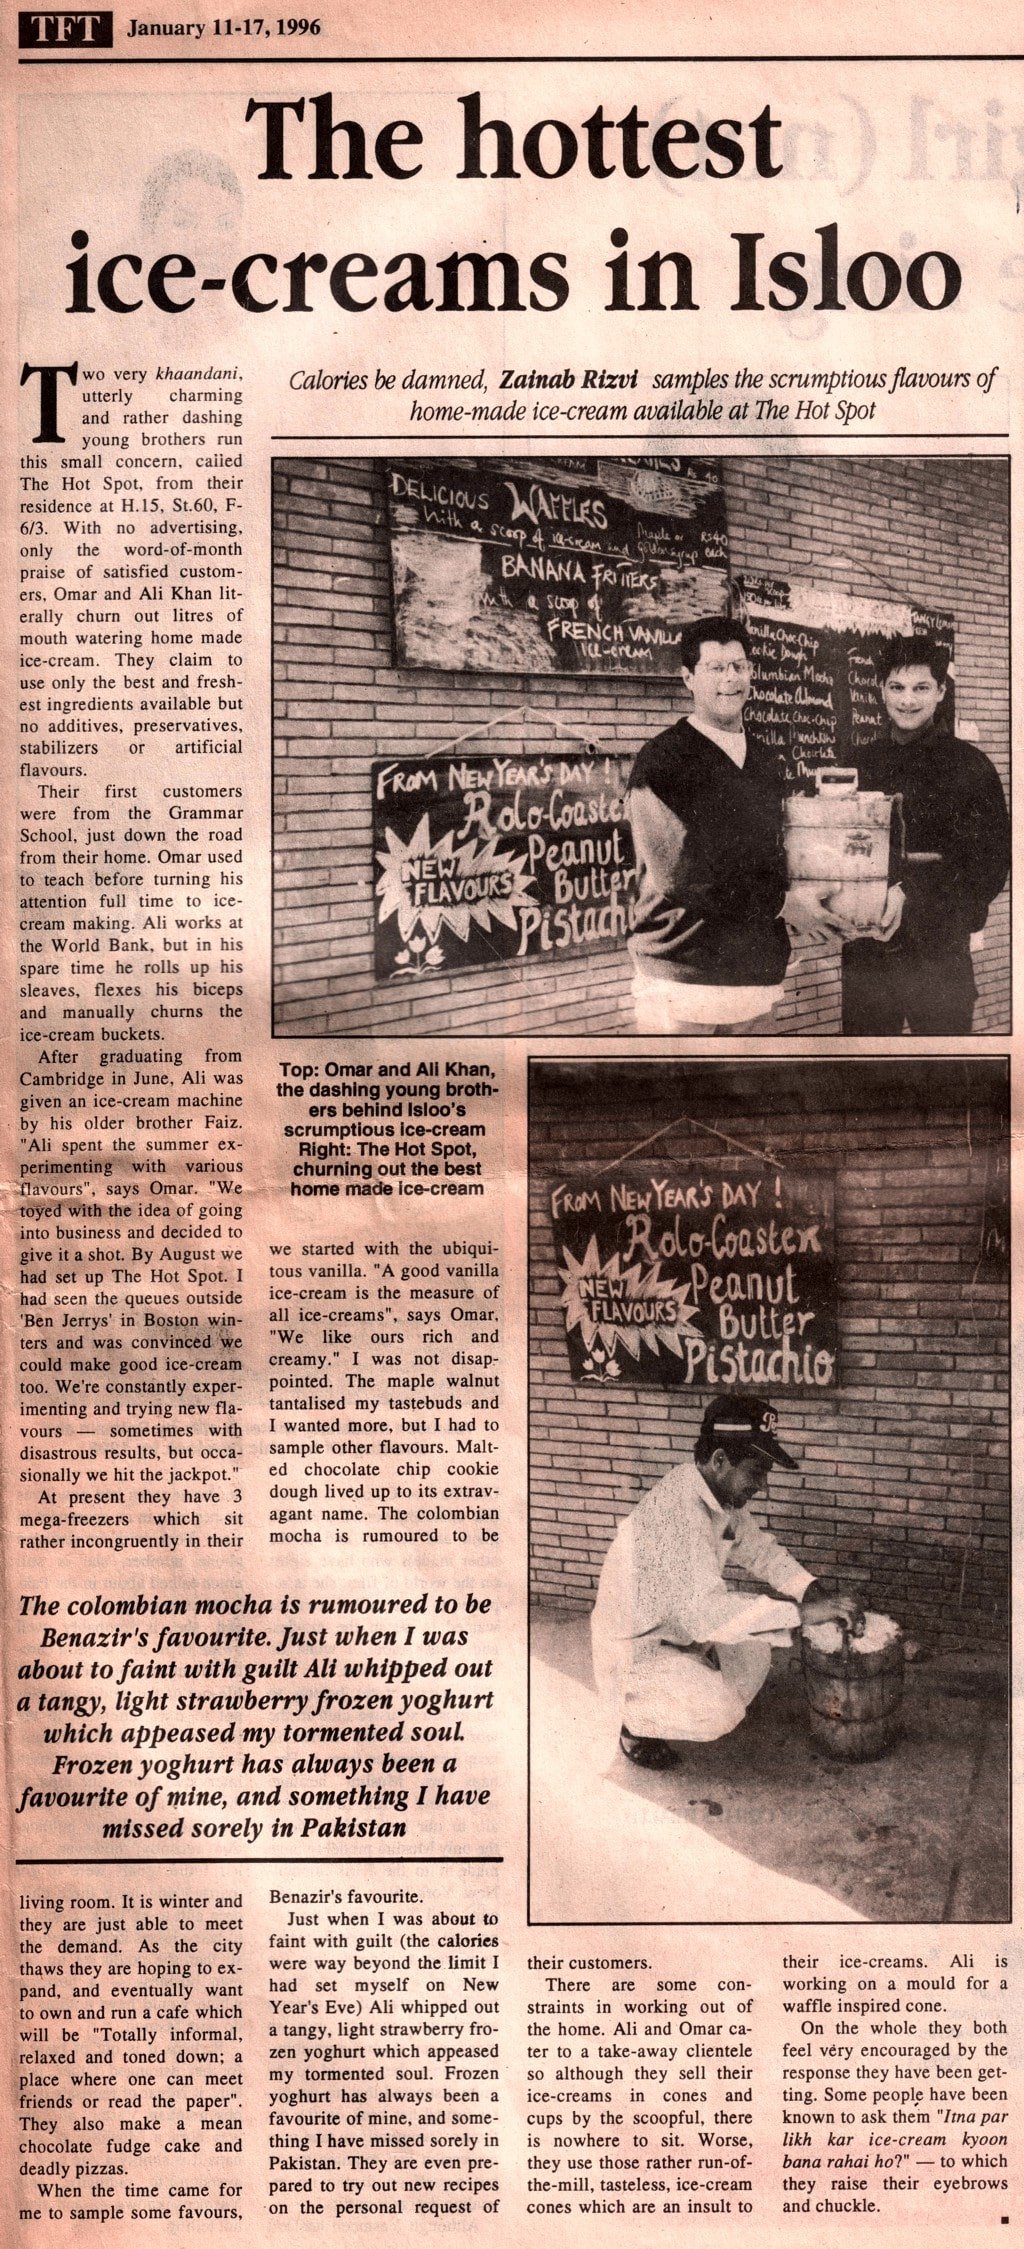 TFT January 11-17, 1996
The hottest
ice-creams in Isloo
Calories be damned, Zainab Rizvi samples the scrumptious flavours of
home-made ice-cream available at The Hot Spot
Two very khaandani,
utterly charming
and rather dashing
young brothers run
this small concern, called
The Hot Spot, from their
residence at H.15, St.60, F-
6/3. With no advertising,
only the word-of-month
praise of satisfied custom-
ers, Omar and Ali Khan lit-
erally churn out litres of
mouth watering home made
ice-cream. They claim to
use only the best and fresh-
est ingredients available but
no additives, preservatives,
stabilizers or artificial
flavours.
Their first customers
were from the Grammar
School, just down the road
from their home. Omar used
to teach before turning his
attention full time to ice-
cream making. Ali works at
the World Bank, but in his
spare time he rolls up his
sleaves, flexes his biceps
and manually churns the
ice-cream buckets.
After graduating from
Cambridge in June, Ali was
given an ice-cream machine
by his older brother Faiz.
"Ali spent the summer ex-
perimenting with various
flavours", says Omar. "We
toyed with the idea of going
into business and decided to
give it a shot. By August we
had set up The Hot Spot. I
had seen the queues outside
'Ben Jerrys' in Boston win-
ters and was convinced we
could make good ice-cream
too. We're constantly exper-
imenting and trying new fla-
vours — sometimes with
disastrous results, but occa-
sionally we hit the jackpot."
At present they have 3
mega-freezers which sit
rather incongruently in their
living room. It is winter and
they are just able to meet
the demand. As the city
thaws they are hoping to ex-
pand, and eventually want
to own and run a cafe which
will be "Totally informal,
relaxed and toned down; a
place where one can meet
friends or read the paper".
They also make a mean
chocolate fudge cake and
deadly pizzas.
When the time came for
me to sample some favours,
we started with the ubiqui-
tous vanilla. "A good vanilla
ice-cream is the measure of
all ice-creams", says Omar,
"We like ours rich and
creamy." I was not disap-
pointed. The maple walnut
tantalised my tastebuds and
I wanted more, but I had to
sample other flavours. Malt-
ed chocolate chip cookie
dough lived up to its extrav-
agant name. The colombian
mocha is rumoured to be
Benazir's favourite.
Just when I was about to
faint with guilt (the calories
were way beyond the limit I
had set myself on New
Year's Eve) Ali whipped out
a tangy, light strawberry fro-
zen yoghurt which appeased
my tormented soul. Frozen
yoghurt has always been a
favourite of mine, and some-
thing I have missed sorely in
Pakistan. They are even pre-
pared to try out new recipes
on the personal request of
their customers.
There are some con-
straints in working out of
the home. Ali and Omar ca-
ter to a take-away clientele
so although they sell their
ice-creams in cones and
cups by the scoopful, there
is nowhere to sit. Worse,
they use those rather run-of-
the-mill, tasteless, ice-cream
cones which are an insult to
their ice-creams. Ali is
working on a mould for a
waffle inspired cone.
On the whole they both
feel very encouraged by the
response they have been get-
ting. Some people have been
known to ask them "Itna par
likh kar ice-cream kyoon
bana rahai ho?" — to which
they raise their eyebrows
and chuckle.
The colombian mocha is rumoured to be
Benazir's favourite. Just when I was
about to faint with guilt Ali whipped out
a tangy, light strawberry frozen yoghurt
which appeased my tormented soul.
Frozen yoghurt has always been a
favourite of mine, and something I have
missed sorely in Pakistan
Top: Omar and Ali Khan,
the dashing young broth-
ers behind Isloo's
scrumptious ice-cream
Right: The Hot Spot,
churning out the best
home made ice-cream
DELICIOUS WAFFLES
With a scoop of ice-cream and
Maple or
golden syrup
RS40
each
BANANA FRITTERS
with a scoop of
FRENCH VANILLA
ICE-CREAM
Vanilla Choc-Chip
Cookie Dough
Columbian Mocha
Chocolate Almond
Chocolate Choc-Chip
Chocolate
Peanut
FROM NEW YEAR'S DAY !
NEW
FLAVOURS
Rolo-Coaster
Peanut
Butter
Pistach
FROM NEW YEAR'S DAY !
NEW
FLAVOURS
Rolo-Coaster
Peanut
Butter
Pistachio